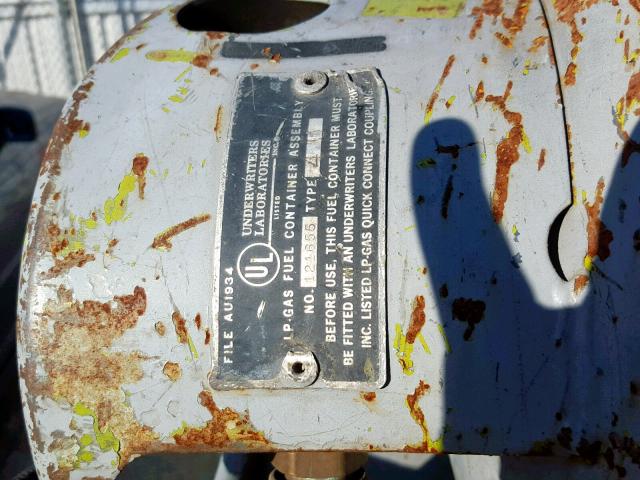 FILE AU1934
UL
UNDERWRITERS
LABORATORIES
INC.
LISTED
LP-GAS FUEL CONTAINER ASSEMBLY
NO. 121655 TYPE
BEFORE USE, THIS FUEL CONTAINER MUST
BE FITTED WITH AN UNDERWRITERS LABORATORIES
INC. LISTED LP-GAS QUICK CONNECT COUPLING.